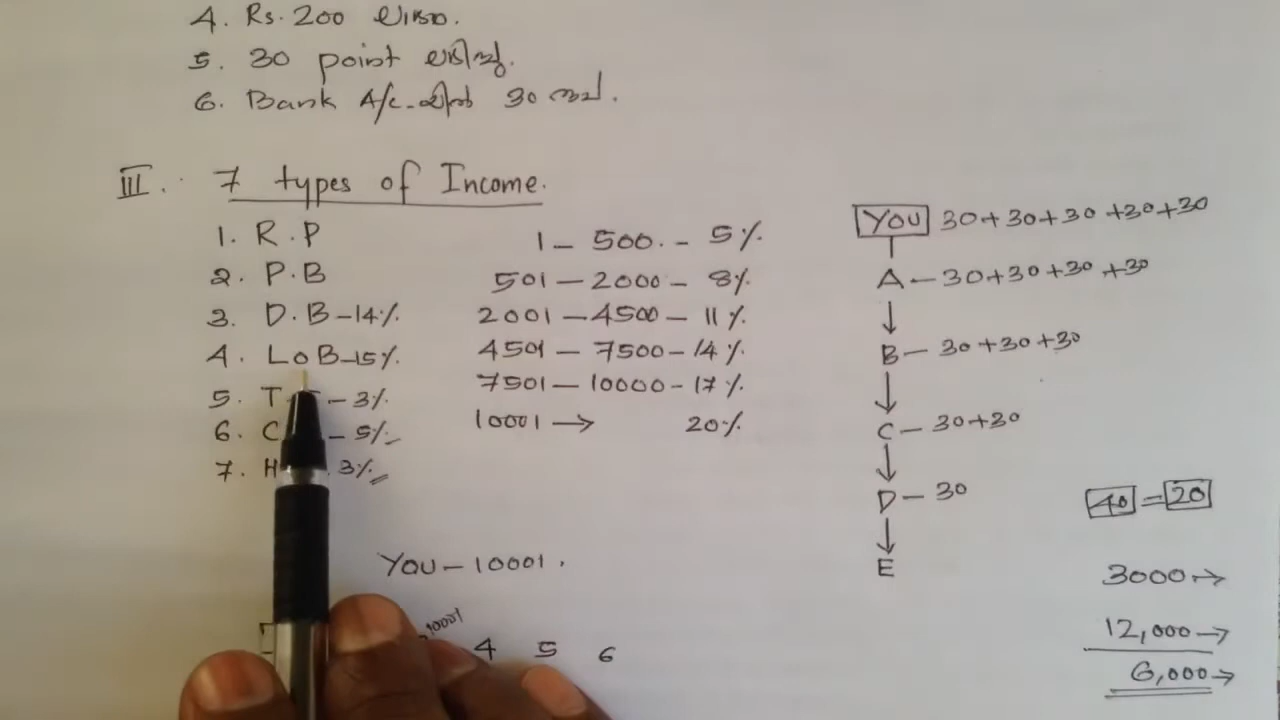 4. Rs. 200
5. 30 point
6. Bank A/c-യിൽ 30
III. 7 types of Income.
1. R.P
2. P.B
3. D.B - 14%
4. LOB - 15%
5. T - 3%
6. C - 5%
7. H 3%
1 - 500. - 5%
501 - 2000 - 8%
2001 - 4500 - 11%
4501 - 7500 - 14%
7501 - 10000 - 17%
10001 → 20%
YOU 30+30+30+30+30
A - 30+30+30+30
B - 30+30+30
C - 30+30
D - 30
E
40 = 20
3000 →
12,000 →
6,000 →
YOU - 10001.
10001
4 5 6